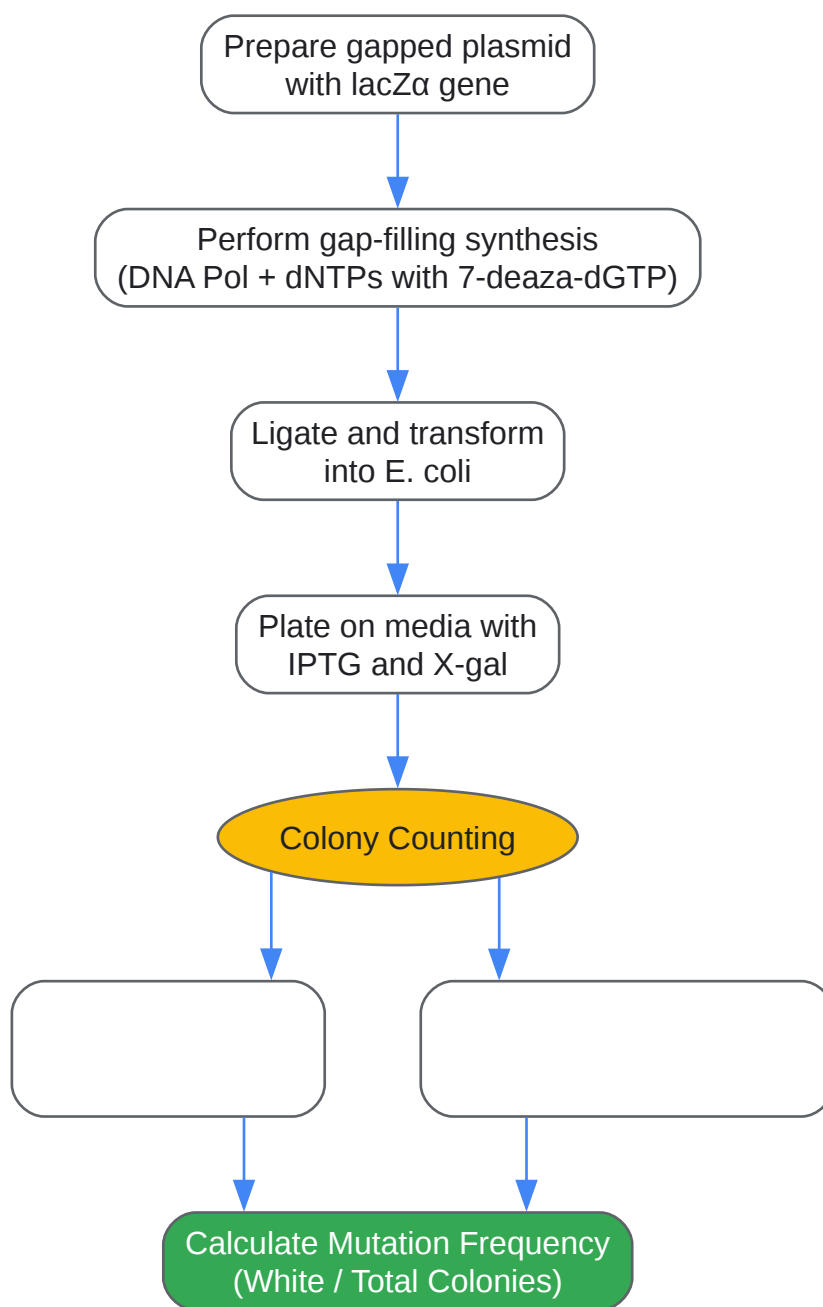 Prepare gapped plasmid
with lacZα gene
Perform gap-filling synthesis
(DNA Pol + dNTPs with 7-deaza-dGTP)
Ligate and transform
into E. coli
Plate on media with
IPTG and X-gal
Colony Counting
Calculate Mutation Frequency
(White / Total Colonies)